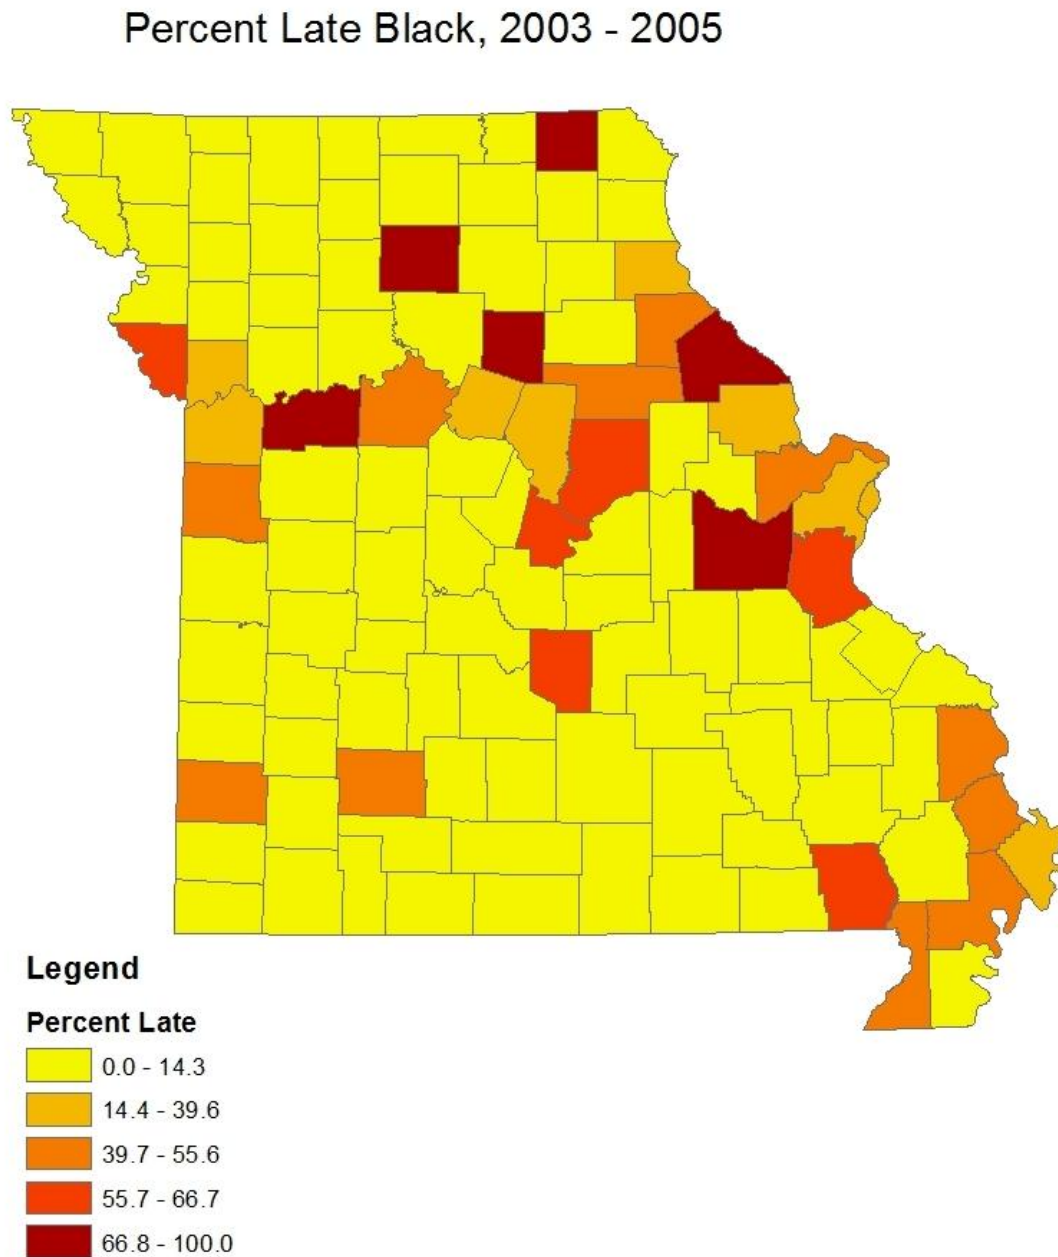 Percent Late Black, 2003 - 2005
Legend
Percent Late
0.0 - 14.3
14.4 - 39.6
39.7 - 55.6
55.7 - 66.7
66.8 - 100.0